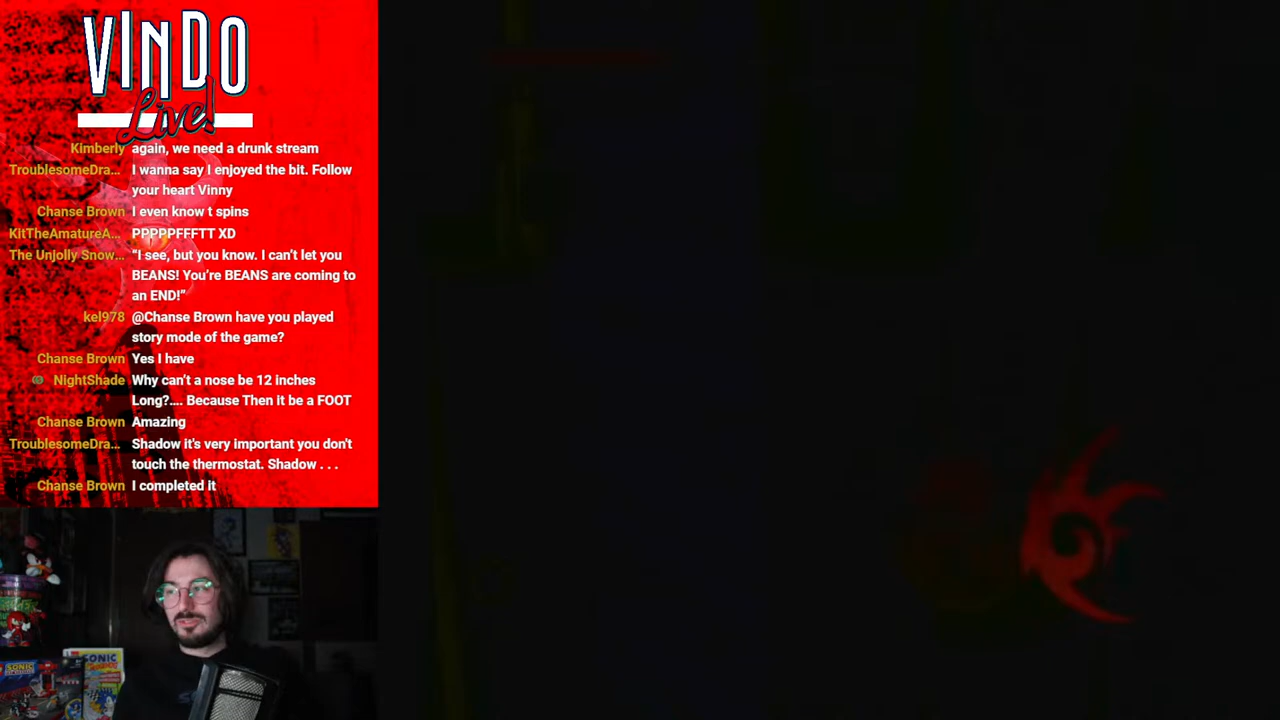 VINDO
Live!
Kimberly again, we need a drunk stream
TroublesomeDra... I wanna say I enjoyed the bit. Follow
your heart Vinny
Chanse Brown I even know t spins
KitTheAmatureA... PPPPPFFFTT XD
The Unjolly Snow... “I see, but you know. I can’t let you
BEANS! You’re BEANS are coming to
an END!”
kel978 @Chanse Brown have you played
story mode of the game?
Chanse Brown Yes I have
NightShade Why can’t a nose be 12 inches
Long?…. Because Then it be a FOOT
Chanse Brown Amazing
TroublesomeDra... Shadow it's very important you don't
touch the thermostat. Shadow . . .
Chanse Brown I completed it
SONIC
SONIC